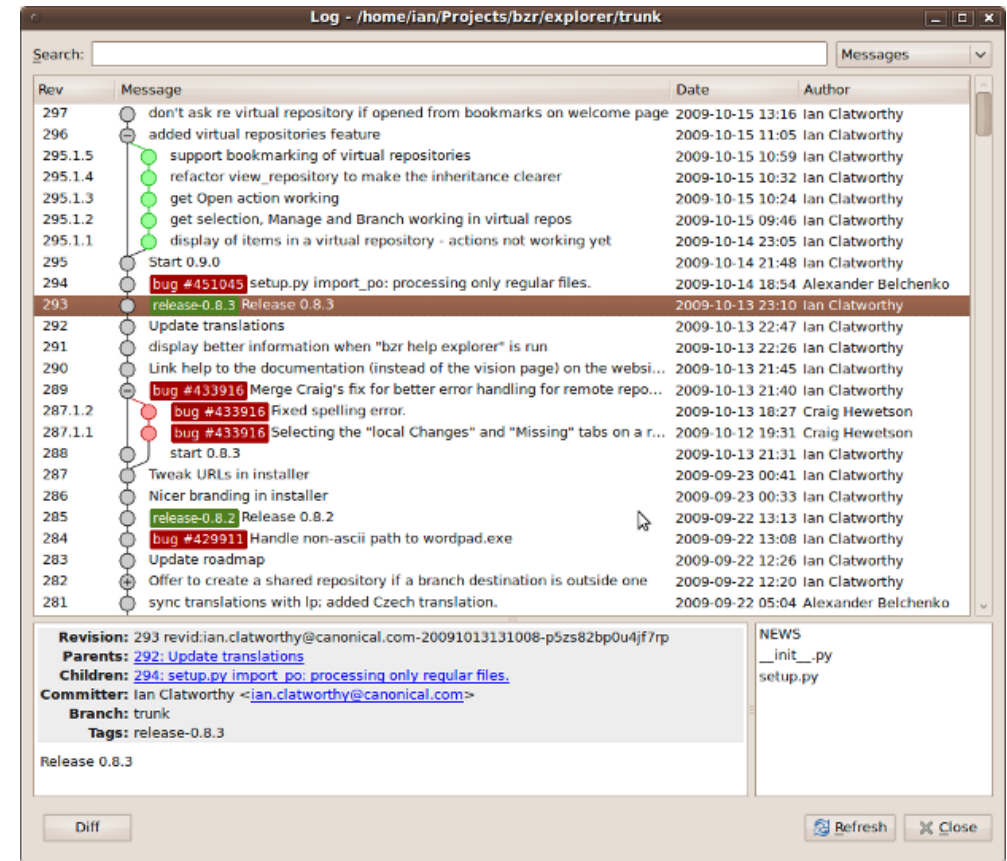 Log - /home/ian/Projects/bzr/explorer/trunk
Search: Messages
Rev Message Date Author
297 don't ask re virtual repository if opened from bookmarks on welcome page 2009-10-15 13:16 Ian Clatworthy
296 added virtual repositories feature 2009-10-15 11:05 Ian Clatworthy
295.1.5 support bookmarking of virtual repositories 2009-10-15 10:59 Ian Clatworthy
295.1.4 refactor view_repository to make the inheritance clearer 2009-10-15 10:32 Ian Clatworthy
295.1.3 get Open action working 2009-10-15 10:24 Ian Clatworthy
295.1.2 get selection, Manage and Branch working in virtual repos 2009-10-15 09:46 Ian Clatworthy
295.1.1 display of items in a virtual repository - actions not working yet 2009-10-14 23:05 Ian Clatworthy
295 Start 0.9.0 2009-10-14 21:48 Ian Clatworthy
294 bug #451045 setup.py import_po: processing only regular files. 2009-10-14 18:54 Alexander Belchenko
293 release-0.8.3 Release 0.8.3 2009-10-13 23:10 Ian Clatworthy
292 Update translations 2009-10-13 22:47 Ian Clatworthy
291 display better information when "bzr help explorer" is run 2009-10-13 22:26 Ian Clatworthy
290 Link help to the documentation (instead of the vision page) on the websi... 2009-10-13 21:45 Ian Clatworthy
289 bug #433916 Merge Craig's fix for better error handling for remote repo... 2009-10-13 21:40 Ian Clatworthy
287.1.2 bug #433916 Fixed spelling error. 2009-10-13 18:27 Craig Hewetson
287.1.1 bug #433916 Selecting the "local Changes" and "Missing" tabs on a r... 2009-10-12 19:31 Craig Hewetson
288 start 0.8.3 2009-10-13 21:31 Ian Clatworthy
287 Tweak URLs in installer 2009-09-23 00:41 Ian Clatworthy
286 Nicer branding in installer 2009-09-23 00:33 Ian Clatworthy
285 release-0.8.2 Release 0.8.2 2009-09-22 13:13 Ian Clatworthy
284 bug #429911 Handle non-ascii path to wordpad.exe 2009-09-22 13:08 Ian Clatworthy
283 Update roadmap 2009-09-22 12:26 Ian Clatworthy
282 Offer to create a shared repository if a branch destination is outside one 2009-09-22 12:20 Ian Clatworthy
281 sync translations with lp; added Czech translation. 2009-09-22 05:04 Alexander Belchenko
Revision: 293 revid:ian.clatworthy@canonical.com-20091013131008-p5zs82bp0u4jf7rp
Parents: 292: Update translations
Children: 294: setup.py import_po: processing only regular files.
Committer: Ian Clatworthy <ian.clatworthy@canonical.com>
Branch: trunk
Tags: release-0.8.3
Release 0.8.3
NEWS
__init__.py
setup.py
Diff Refresh Close